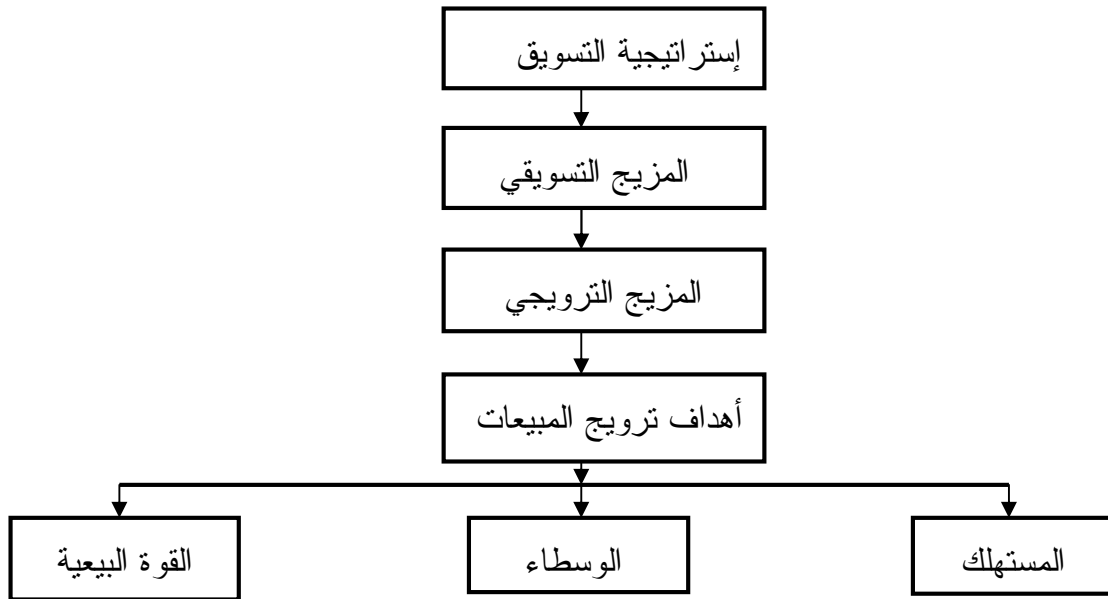 إستراتيجية التسويق
المزيج التسويقي
المزيج الترويجي
أهداف ترويج المبيعات
المستهلك
الوسطاء
القوة البيعية